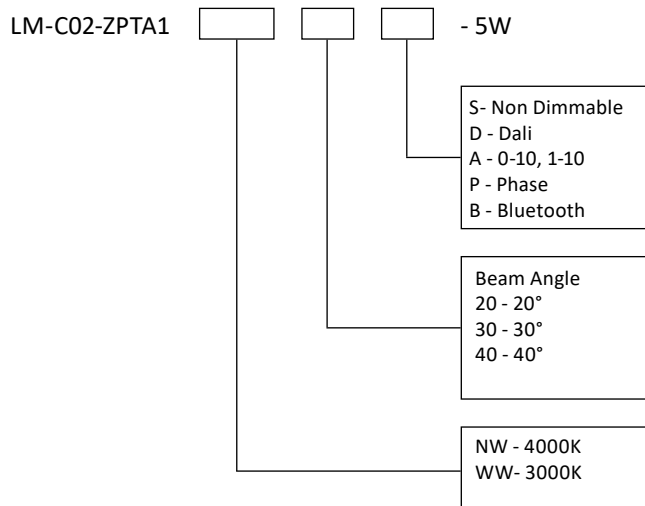 LM-C02-ZPTA1 - 5W
S- Non Dimmable
D - Dali
A - 0-10, 1-10
P - Phase
B - Bluetooth
Beam Angle
20 - 20°
30 - 30°
40 - 40°
NW - 4000K
WW- 3000K